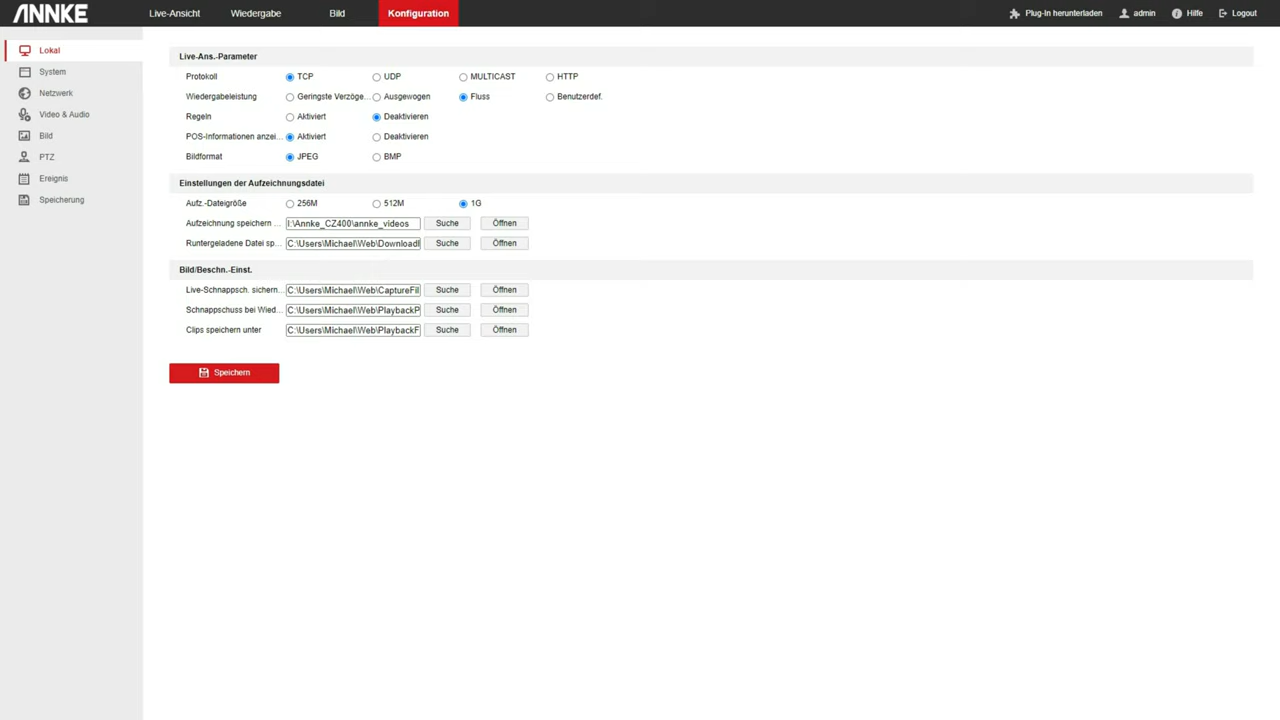 ANNKE Live-Ansicht Wiedergabe Bild Konfiguration Plug-In herunterladen admin Hilfe Logout
Lokal
System
Netzwerk
Video & Audio
Bild
PTZ
Ereignis
Speicherung
Live-Ans.-Parameter
Protokoll TCP UDP MULTICAST HTTP
Wiedergabeleistung Geringste Verzöge... Ausgewogen Fluss Benutzerdef.
Regeln Aktiviert Deaktivieren
POS-Informationen anzei... Aktiviert Deaktivieren
Bildformat JPEG BMP
Einstellungen der Aufzeichnungsdatei
Aufz.-Dateigröße 256M 512M 1G
Aufzeichnung speichern ... I:\Annke_CZ400\annke_videos Suche Öffnen
Runtergeladene Datei sp... C:\Users\Michael\Web\Downloadl Suche Öffnen
Bild/Beschn.-Einst.
Live-Schnappsch. sichern... C:\Users\Michael\Web\CaptureFil Suche Öffnen
Schnappschuss bei Wied... C:\Users\Michael\Web\PlaybackP Suche Öffnen
Clips speichern unter C:\Users\Michael\Web\PlaybackF Suche Öffnen
Speichern